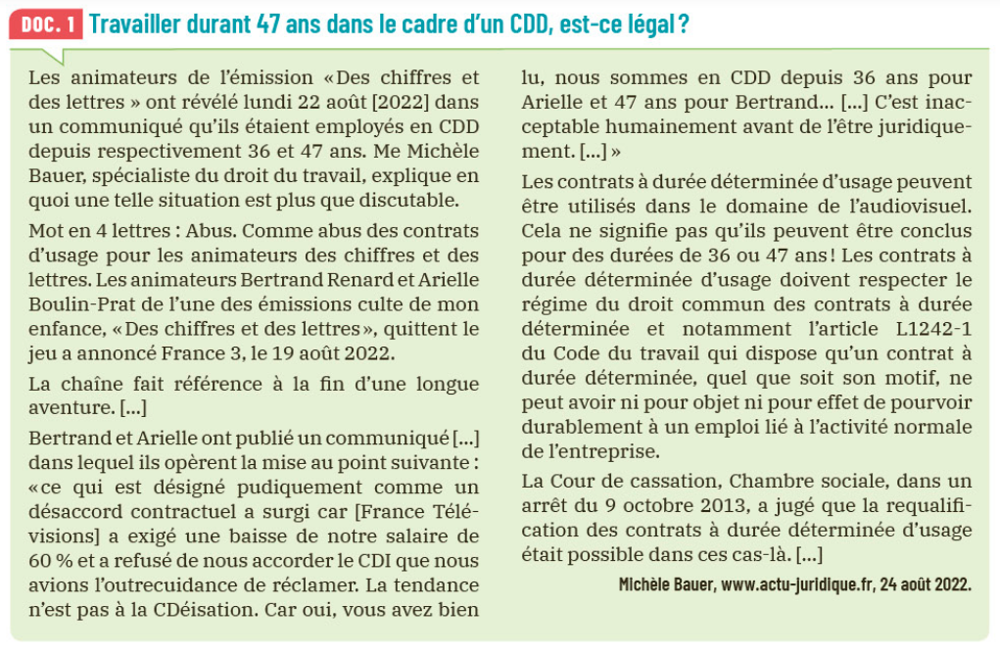 DOC. 1 Travailler durant 47 ans dans le cadre d'un CDD, est-ce légal ?
Les animateurs de l'émission « Des chiffres et
des lettres » ont révélé lundi 22 août [2022] dans
un communiqué qu'ils étaient employés en CDD
depuis respectivement 36 et 47 ans. Me Michèle
Bauer, spécialiste du droit du travail, explique en
quoi une telle situation est plus que discutable.
Mot en 4 lettres : Abus. Comme abus des contrats
d'usage pour les animateurs des chiffres et des
lettres. Les animateurs Bertrand Renard et Arielle
Boulin-Prat de l'une des émissions culte de mon
enfance, « Des chiffres et des lettres », quittent le
jeu a annoncé France 3, le 19 août 2022.
La chaîne fait référence à la fin d'une longue
aventure. [...]
Bertrand et Arielle ont publié un communiqué [...]
dans lequel ils opèrent la mise au point suivante :
« ce qui est désigné pudiquement comme un
désaccord contractuel a surgi car [France Télé-
visions] a exigé une baisse de notre salaire de
60 % et a refusé de nous accorder le CDI que nous
avions l'outrecuidance de réclamer. La tendance
n'est pas à la CDéisation. Car oui, vous avez bien
lu, nous sommes en CDD depuis 36 ans pour
Arielle et 47 ans pour Bertrand... [...] C'est inac-
ceptable humainement avant de l'être juridique-
ment. [...] »
Les contrats à durée déterminée d'usage peuvent
être utilisés dans le domaine de l'audiovisuel.
Cela ne signifie pas qu'ils peuvent être conclus
pour des durées de 36 ou 47 ans ! Les contrats à
durée déterminée d'usage doivent respecter le
régime du droit commun des contrats à durée
déterminée et notamment l'article L1242-1
du Code du travail qui dispose qu'un contrat à
durée déterminée, quel que soit son motif, ne
peut avoir ni pour objet ni pour effet de pourvoir
durablement à un emploi lié à l'activité normale
de l'entreprise.
La Cour de cassation, Chambre sociale, dans un
arrêt du 9 octobre 2013, a jugé que la requalifi-
cation des contrats à durée déterminée d'usage
était possible dans ces cas-là. [...]
Michèle Bauer, www.actu-juridique.fr, 24 août 2022.